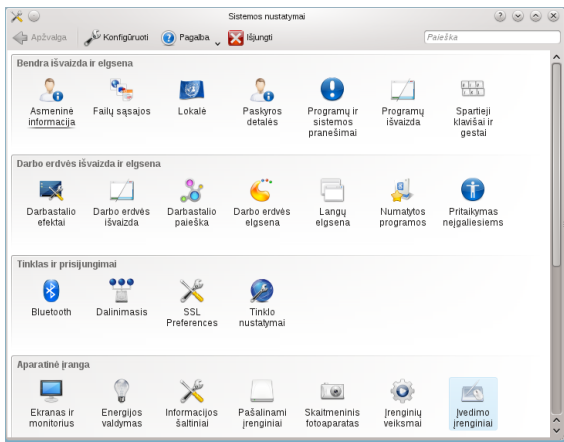 Sistemos nustatymai
Apžvalga Konfigūruoti Pagalba Išjungti Paieška
Bendra išvaizda ir elgsena
Asmeninė informacija
Failų sąsajos
Lokalė
Paskyros detalės
Programų ir sistemos pranešimai
Programų išvaizda
Spartieji klavišai ir gestai
Darbo erdvės išvaizda ir elgsena
Darbastalio efektai
Darbo erdvės išvaizda
Darbastalio paieška
Darbo erdvės elgsena
Langų elgsena
Numatytos programos
Pritaikymas neįgaliesiems
Tinklas ir prisijungimai
Bluetooth
Dalinimasis
SSL Preferences
Tinklo nustatymai
Aparatinė įranga
Ekranas ir monitorius
Energijos valdymas
Informacijos šaltiniai
Pašalinami įrenginiai
Skaitmeninis fotoaparatas
Įrenginių veiksmai
Įvedimo įrenginiai